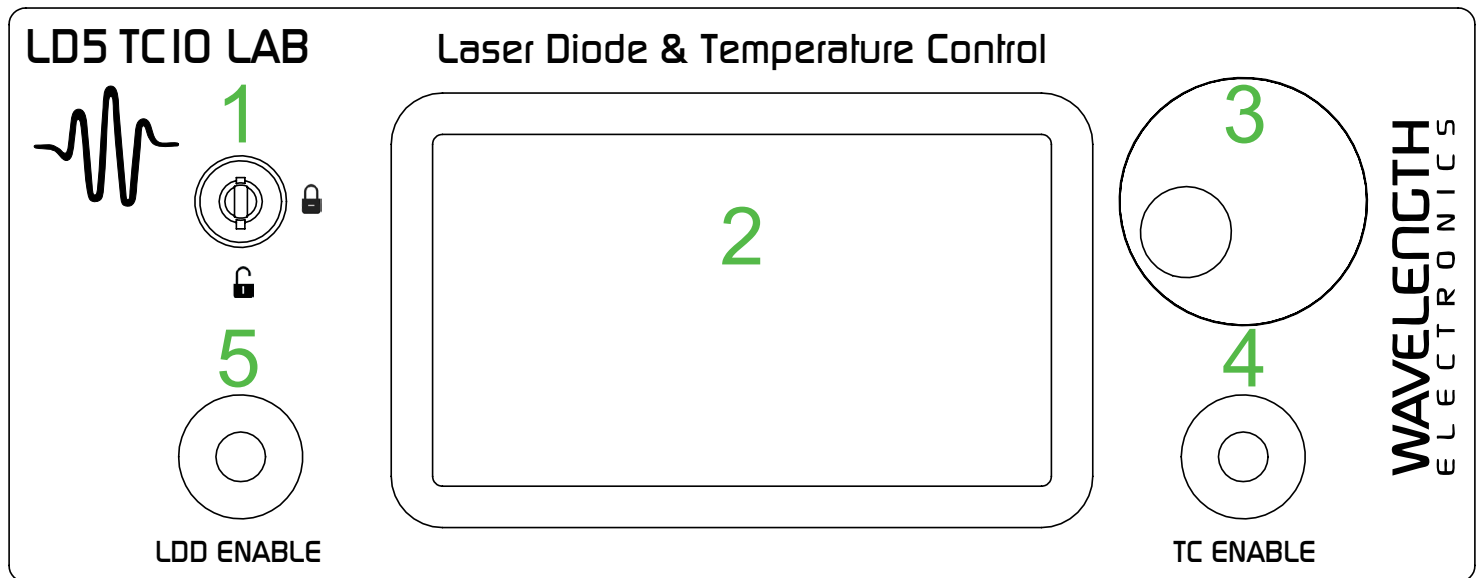 LD5 TC10 LAB
Laser Diode & Temperature Control
1
2
3
WAVELENGTH
ELECTRONICS
5
4
LDD ENABLE
TC ENABLE